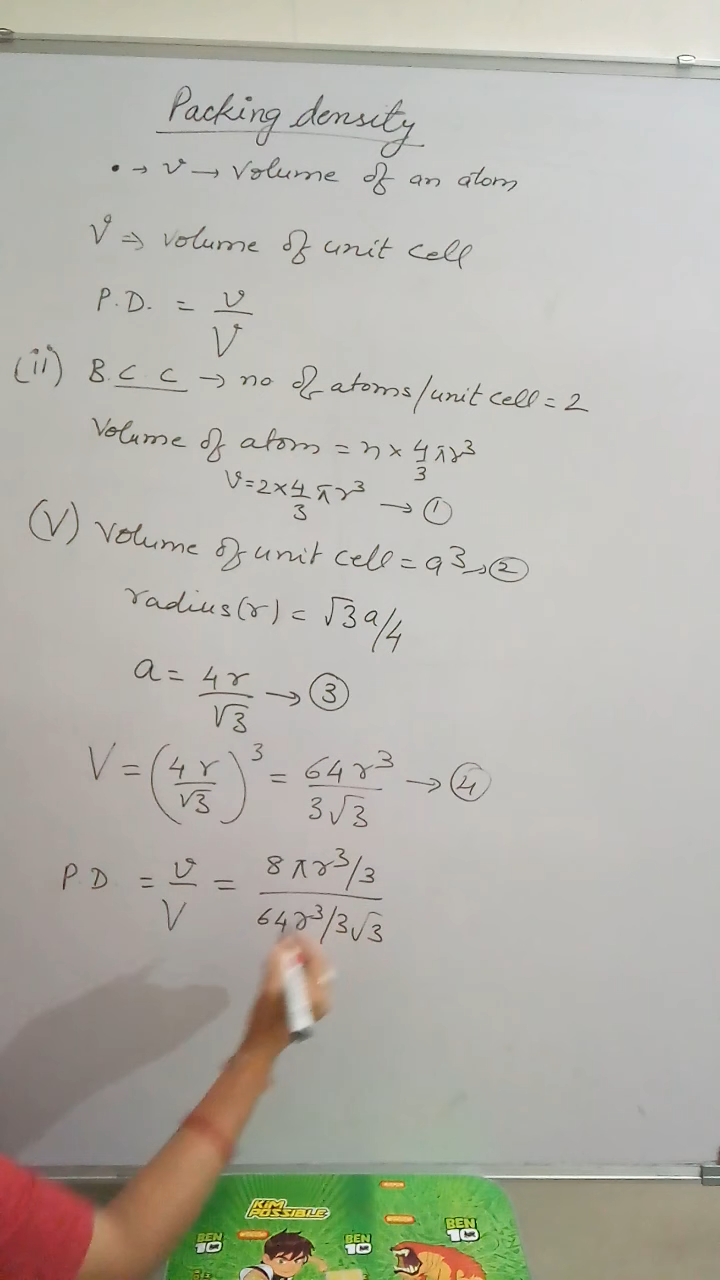 Packing density
• → v → Volume of an atom
V ⇒ volume of unit cell
P.D. = v/V
(ii) B.C.C → no of atoms/unit cell = 2
Volume of atom = n × 4/3 πr³
v = 2 × 4/3 πr³ → ①
(V) Volume of unit cell = a³ → ②
radius(r) = √3a/4
a = 4r/√3 → ③
V = (4r/√3)³ = 64r³/3√3 → ④
P.D = v/V = (8πr³/3)/(64r³/3√3)
KIM POSSIBLE
BEN 10
BEN 10
BEN 10